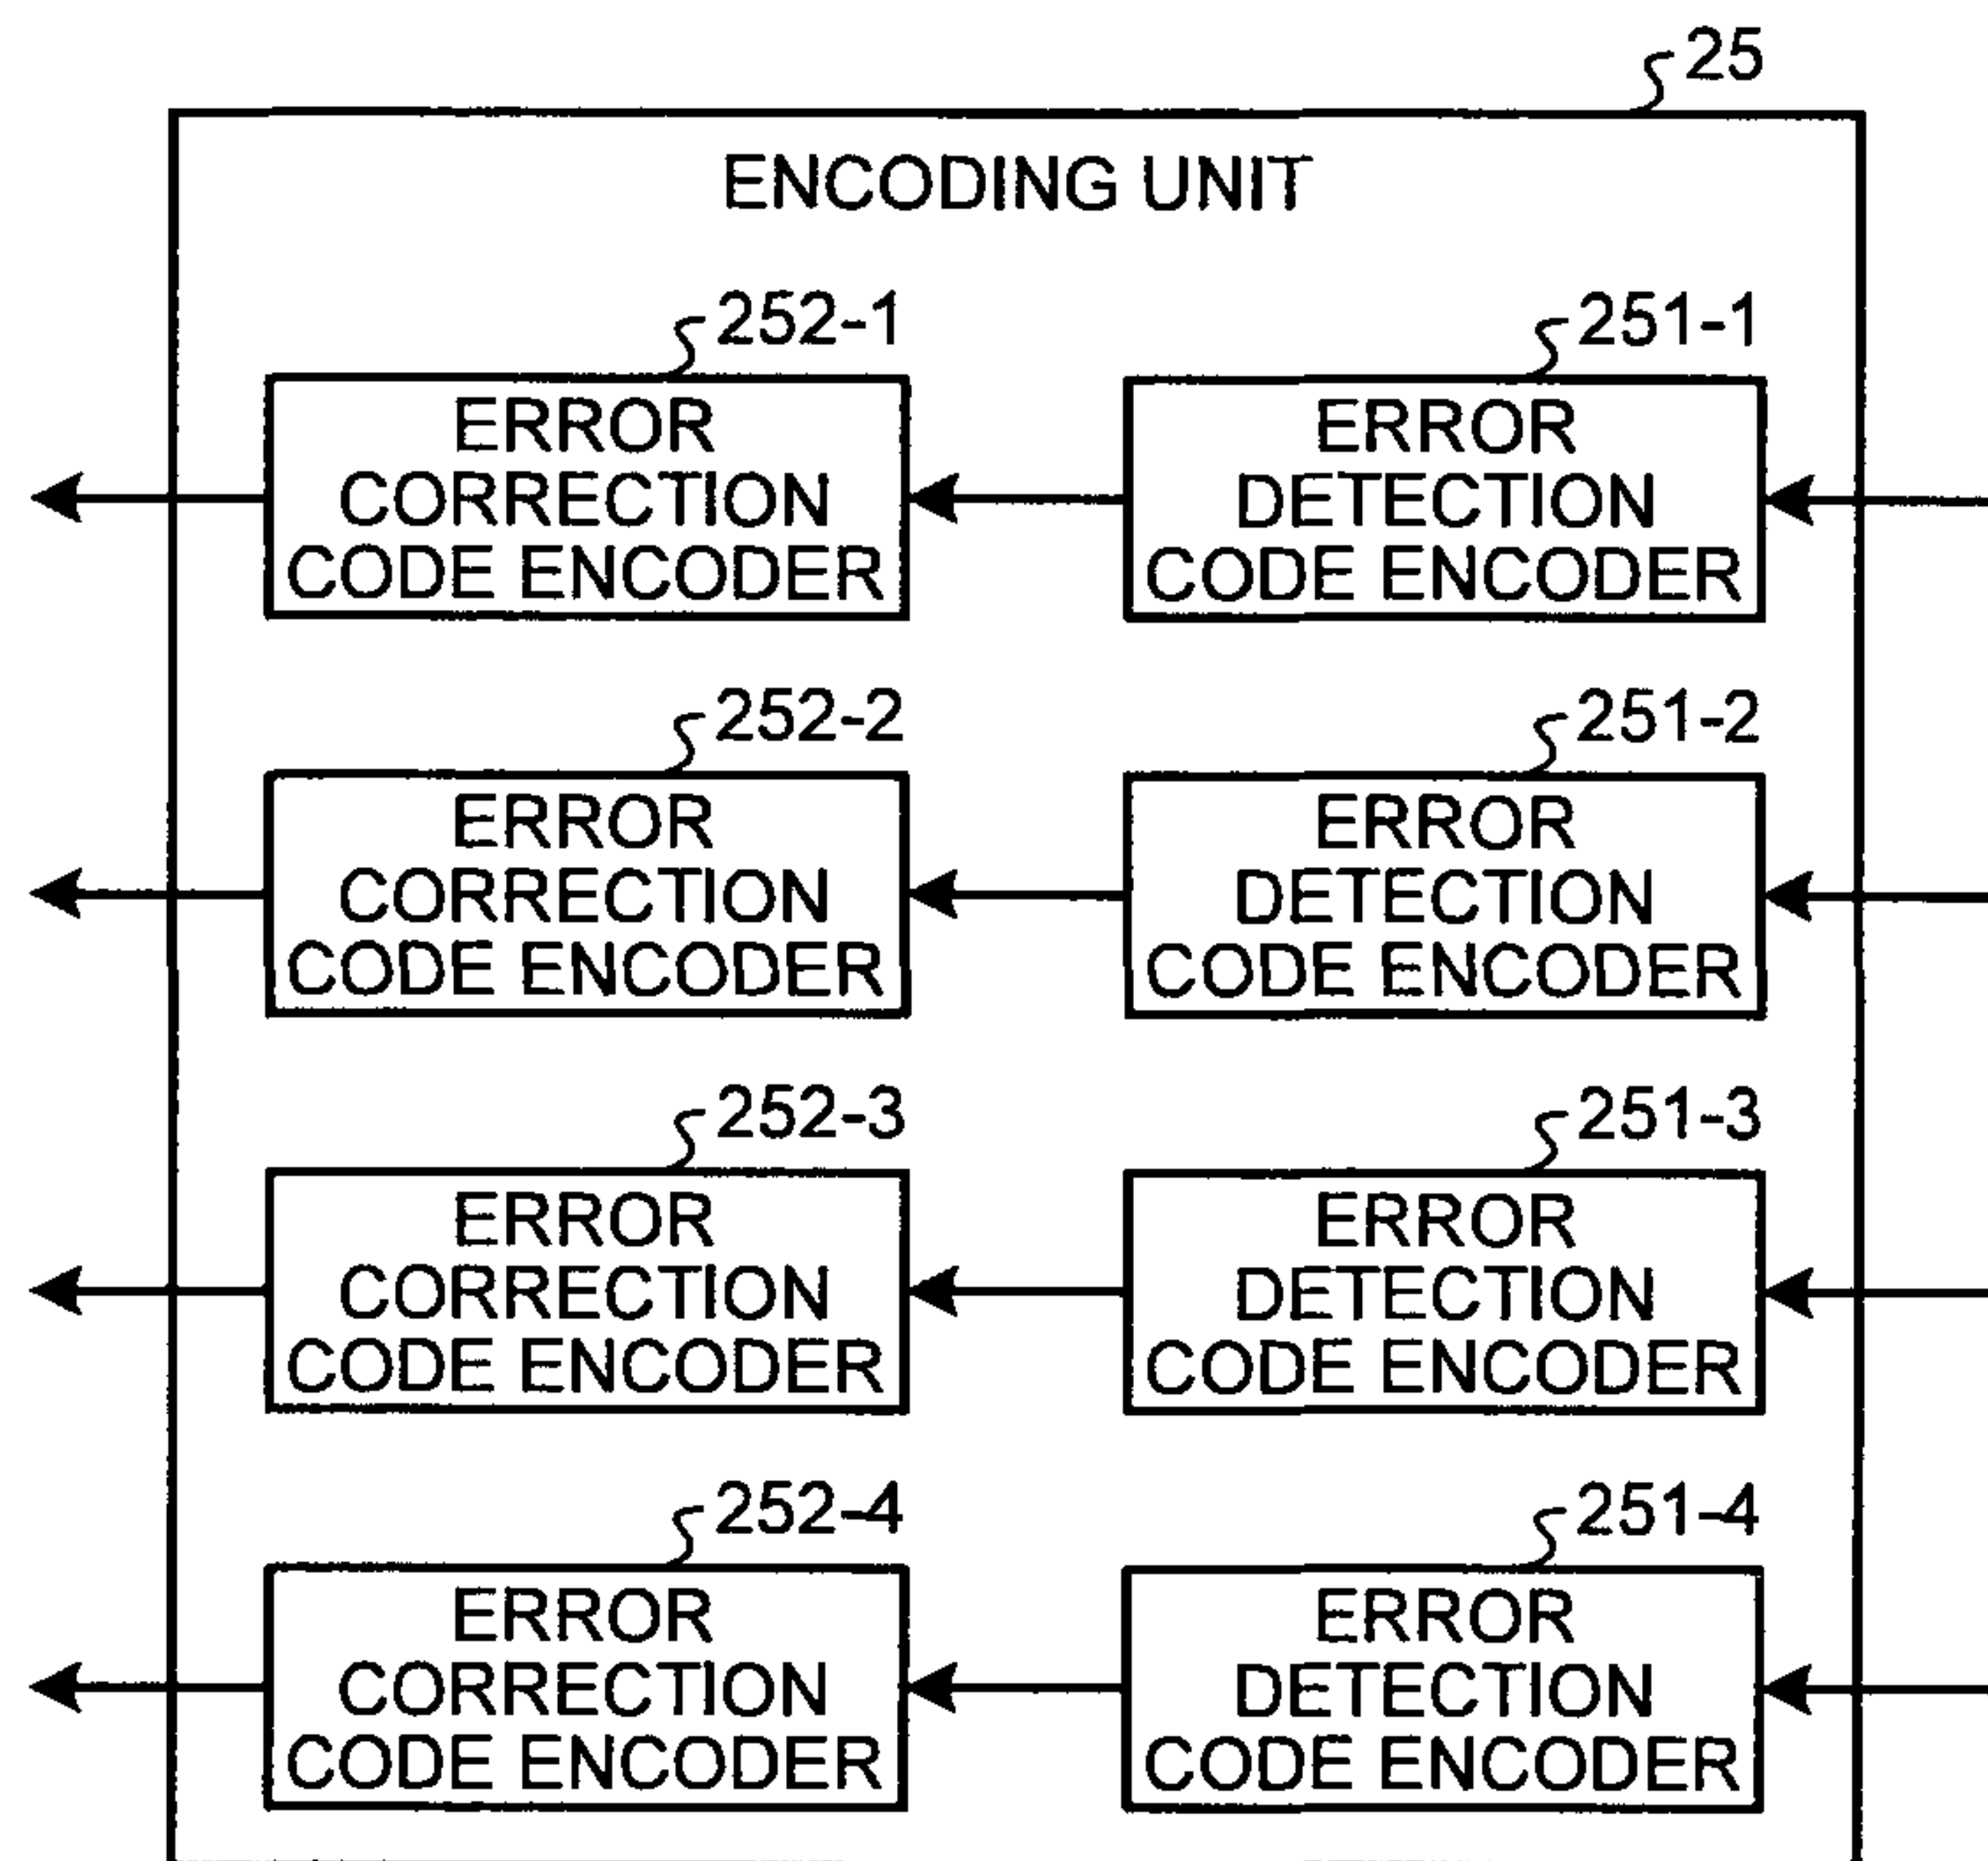 25
ENCODING UNIT
252-1
251-1
ERROR
CORRECTION
CODE ENCODER
ERROR
DETECTION
CODE ENCODER
252-2
251-2
ERROR
CORRECTION
CODE ENCODER
ERROR
DETECTION
CODE ENCODER
252-3
251-3
ERROR
CORRECTION
CODE ENCODER
ERROR
DETECTION
CODE ENCODER
252-4
251-4
ERROR
CORRECTION
CODE ENCODER
ERROR
DETECTION
CODE ENCODER